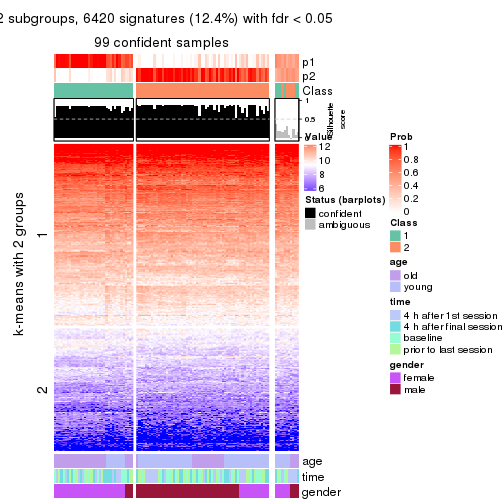 2 subgroups, 6420 signatures (12.4%) with fdr < 0.05
99 confident samples
p1
p2
Class
1
0.5
0
Silhouette
score
k-means with 2 groups
1
2
age
time
gender
Value
12
10
8
6
Status (barplots)
confident
ambiguous
Prob
1
0.8
0.6
0.4
0.2
0
Class
1
2
age
old
young
time
4 h after 1st session
4 h after final session
baseline
prior to last session
gender
female
male